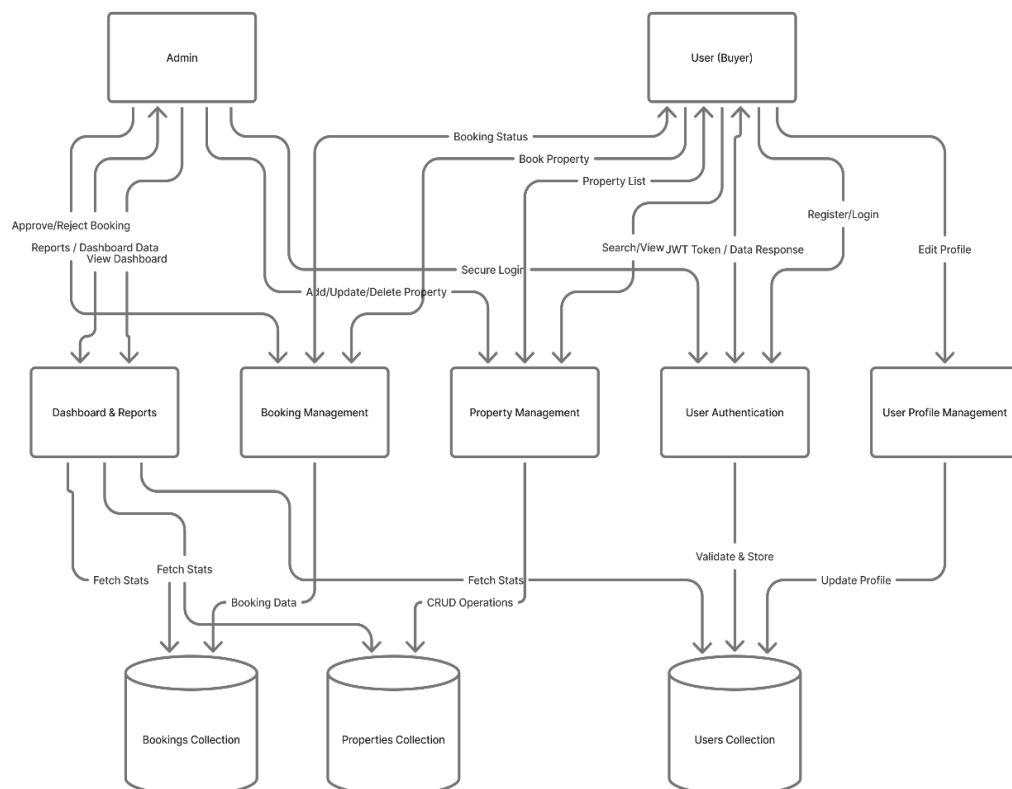 Admin
User (Buyer)
Booking Status
Book Property
Property List
Approve/Reject Booking
Register/Login
Reports / Dashboard Data
View Dashboard
Search/View
JWT Token / Data Response
Edit Profile
Secure Login
Add/Update/Delete Property
Dashboard & Reports
Booking Management
Property Management
User Authentication
User Profile Management
Validate & Store
Fetch Stats
Fetch Stats
Fetch Stats
Update Profile
Booking Data
CRUD Operations
Bookings Collection
Properties Collection
Users Collection